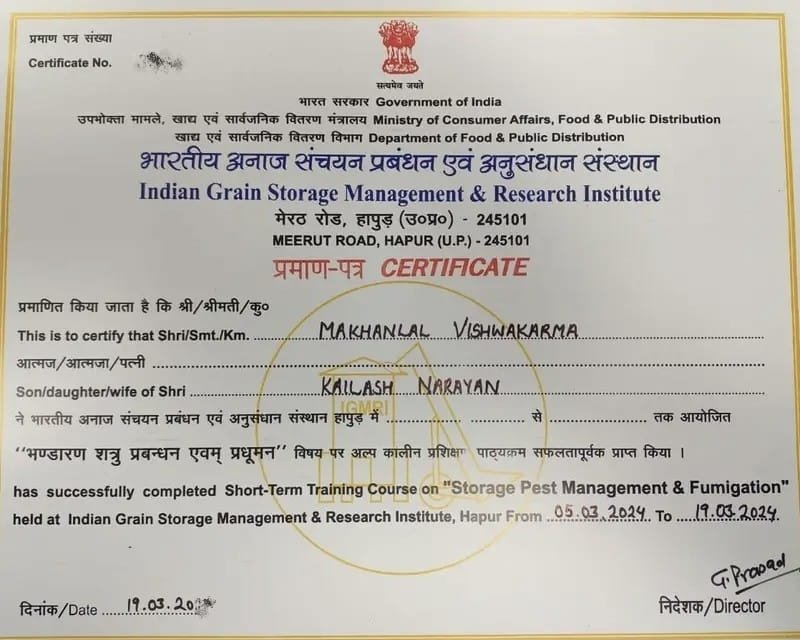 प्रमाण पत्र संख्या
Certificate No.
सत्यमेव जयते
भारत सरकार Government of India
उपभोक्ता मामले, खाद्य एवं सार्वजनिक वितरण मंत्रालय Ministry of Consumer Affairs, Food & Public Distribution
खाद्य एवं सार्वजनिक वितरण विभाग Department of Food & Public Distribution
भारतीय अनाज संचयन प्रबंधन एवं अनुसंधान संस्थान
Indian Grain Storage Management & Research Institute
मेरठ रोड, हापुड़ (उ०प्र०) - 245101
MEERUT ROAD, HAPUR (U.P.) - 245101
प्रमाण-पत्र CERTIFICATE
प्रमाणित किया जाता है कि श्री/श्रीमती/कु०
This is to certify that Shri/Smt./Km. MAKHANLAL VISHWAKARMA
आत्मज/आत्मजा/पत्नी
Son/daughter/wife of Shri KAILASH NARAYAN
IGMRI
ने भारतीय अनाज संचयन प्रबंधन एवं अनुसंधान संस्थान हापुड़ में ............... ............ से ..................... तक आयोजित
"भण्डारण शत्रु प्रबन्धन एवम् प्रधूमन" विषय पर अल्प कालीन प्रशिक्षण पाठ्यक्रम सफलतापूर्वक प्राप्त किया ।
has successfully completed Short-Term Training Course on "Storage Pest Management & Fumigation"
held at Indian Grain Storage Management & Research Institute, Hapur From 05.03.2024 To 19.03.2024
G. Prasad
दिनांक/Date 19.03.20
निदेशक/Director